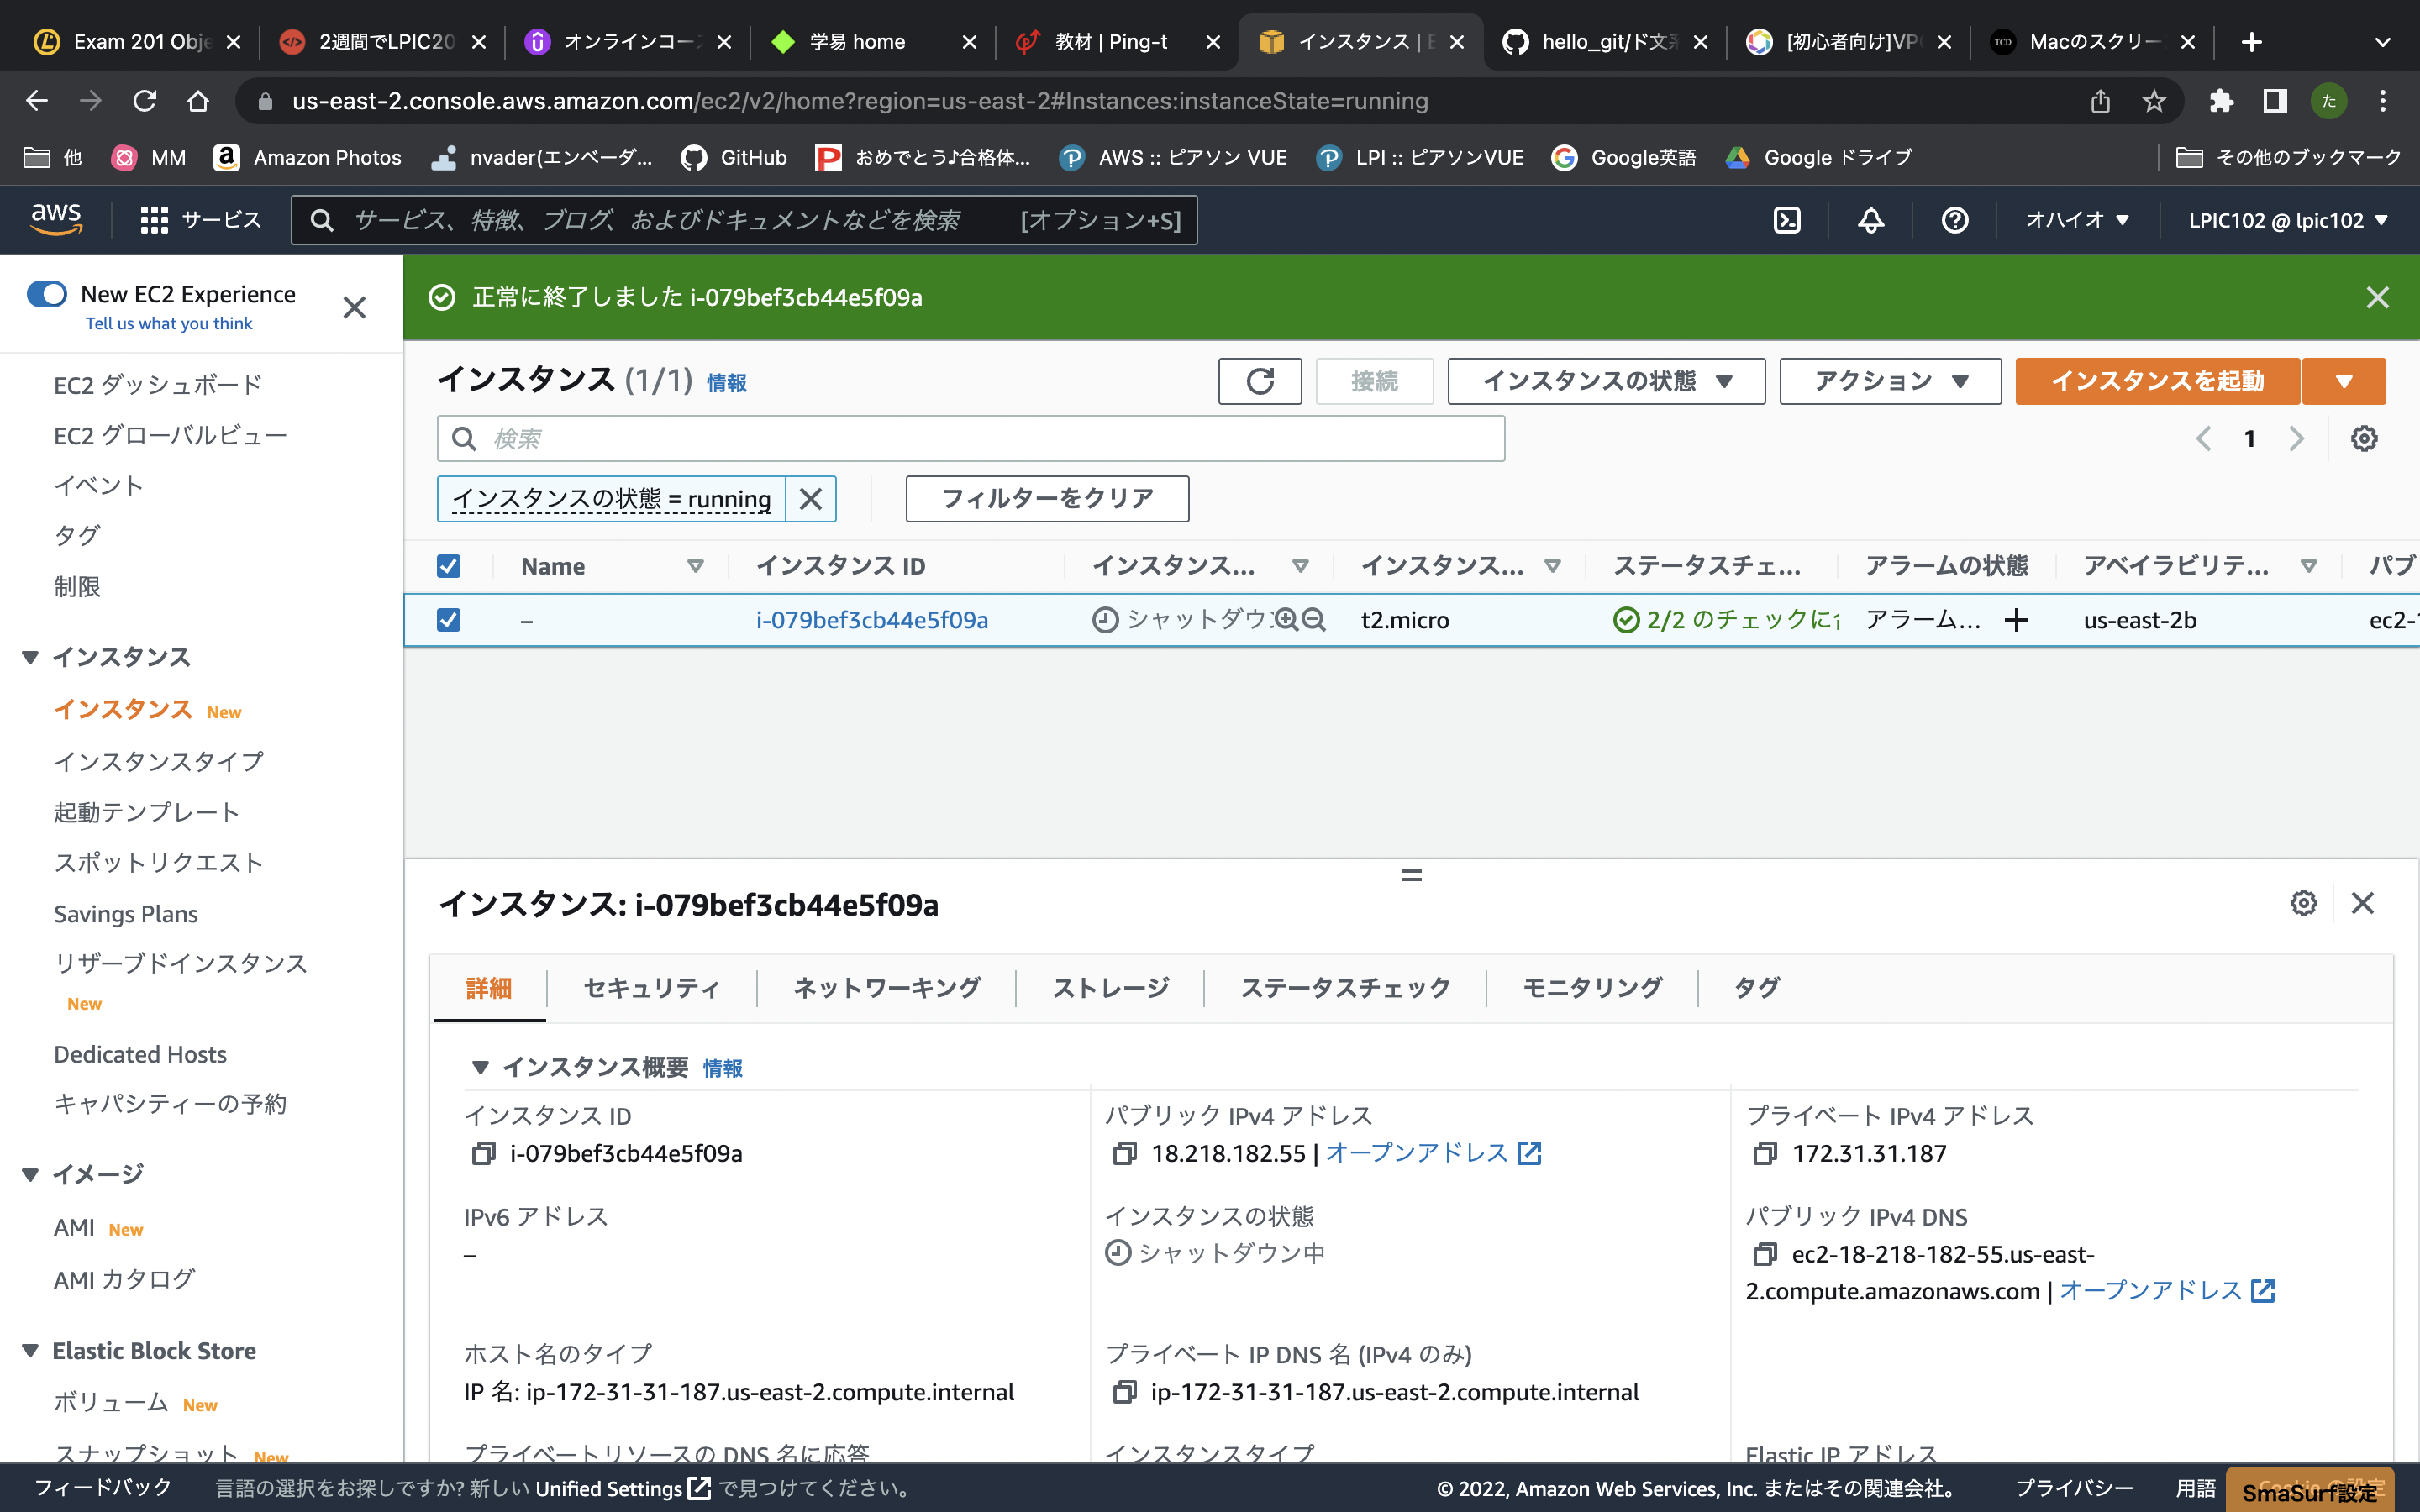 Exam 201 Obje
2週間でLPIC20
オンラインコー
学易 home
教材 | Ping-t
インスタンス | E
hello_git/ド文系
[初心者向け]VPC
TCD Macのスクリー
us-east-2.console.aws.amazon.com/ec2/v2/home?region=us-east-2#Instances:instanceState=running
た
他
MM
Amazon Photos
nvader(エンベーダ...
GitHub
おめでとう♪合格体...
AWS :: ピアソン VUE
LPI :: ピアソンVUE
Google英語
Google ドライブ
その他のブックマーク
aws
サービス
サービス、特徴、ブログ、およびドキュメントなどを検索 [オプション+S]
オハイオ
LPIC102 @ lpic102
New EC2 Experience
Tell us what you think
EC2 ダッシュボード
EC2 グローバルビュー
イベント
タグ
制限
インスタンス
インスタンス New
インスタンスタイプ
起動テンプレート
スポットリクエスト
Savings Plans
リザーブドインスタンス
New
Dedicated Hosts
キャパシティーの予約
イメージ
AMI New
AMI カタログ
Elastic Block Store
ボリューム New
スナップショット New
正常に終了しました i-079bef3cb44e5f09a
インスタンス (1/1) 情報
接続
インスタンスの状態
アクション
インスタンスを起動
検索
1
インスタンスの状態 = running
フィルターをクリア
Name インスタンス ID インスタンス... インスタンス... ステータスチェ... アラームの状態 アベイラビリテ... パブ
– i-079bef3cb44e5f09a シャットダウン t2.micro 2/2 のチェックに合 アラーム... us-east-2b ec2-1
インスタンス: i-079bef3cb44e5f09a
詳細 セキュリティ ネットワーキング ストレージ ステータスチェック モニタリング タグ
インスタンス概要 情報
インスタンス ID
i-079bef3cb44e5f09a
パブリック IPv4 アドレス
18.218.182.55 | オープンアドレス
プライベート IPv4 アドレス
172.31.31.187
IPv6 アドレス
–
インスタンスの状態
シャットダウン中
パブリック IPv4 DNS
ec2-18-218-182-55.us-east-
2.compute.amazonaws.com | オープンアドレス
ホスト名のタイプ
IP 名: ip-172-31-31-187.us-east-2.compute.internal
プライベート IP DNS 名 (IPv4 のみ)
ip-172-31-31-187.us-east-2.compute.internal
プライベートリソースの DNS 名に応答
インスタンスタイプ
Elastic IP アドレス
フィードバック
言語の選択をお探しですか? 新しい Unified Settings で見つけてください。
© 2022, Amazon Web Services, Inc. またはその関連会社。
プライバシー
用語
Cookie の設定
SmaSurf設定